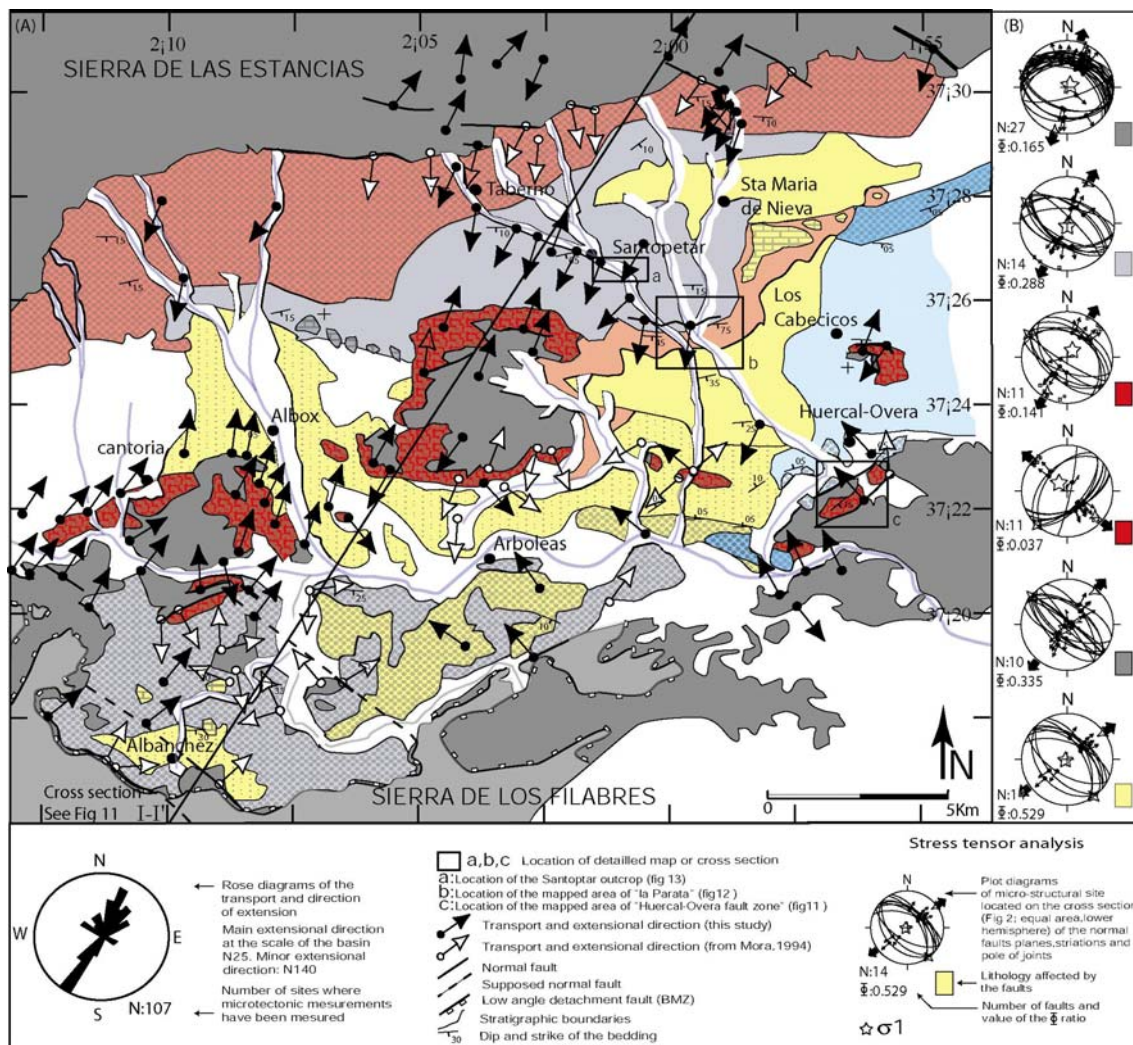 (A)
2¡10
2¡05
2¡00
1¡55
SIERRA DE LAS ESTANCIAS
37¡30
Taberno
Sta Maria
de Nieva
37¡28
Santopetar
a
37¡26
Los
Cabecicos
b
Albox
Huercal-Overa
37¡24
cantoria
37¡22
c
Arboleas
37¡20
Albanchez
N
SIERRA DE LOS FILABRES
Cross section
See Fig 11 I-I'
0 5Km
(B)
N
N:27
Φ:0.165
N
N:14
Φ:0.288
N
N:11
Φ:0.141
N
N:11
Φ:0.037
N
N:10
Φ:0.335
N
Φ:0.529
N
W E
S
N:107
Rose diagrams of the
transport and direction
of extension
Main extensional direction
at the scale of the basin
N25. Minor extensional
direction: N140
Number of sites where
microtectonic mesurements
have been mesured
a,b,c Location of detailled map or cross section
a: Location of the Santoptar outcrop (fig 13)
b: Location of the mapped area of "la Parata" (fig12)
c: Location of the mapped area of "Huercal-Overa fault zone" (fig11)
Transport and extensional direction (this study)
Transport and extensional direction (from Mora,1994)
Normal fault
Supposed normal fault
Low angle detachment fault (BMZ)
Stratigraphic boundaries
30 Dip and strike of the bedding
Stress tensor analysis
N
Plot diagrams
of micro-structural site
located on the cross section
(Fig 2; equal area,lower
hemisphere) of the normal
faults planes,striations and
pole of joints
N:14
Φ:0.529
Lithology affected by
the faults
Number of faults and
value of the Φ ratio
σ1